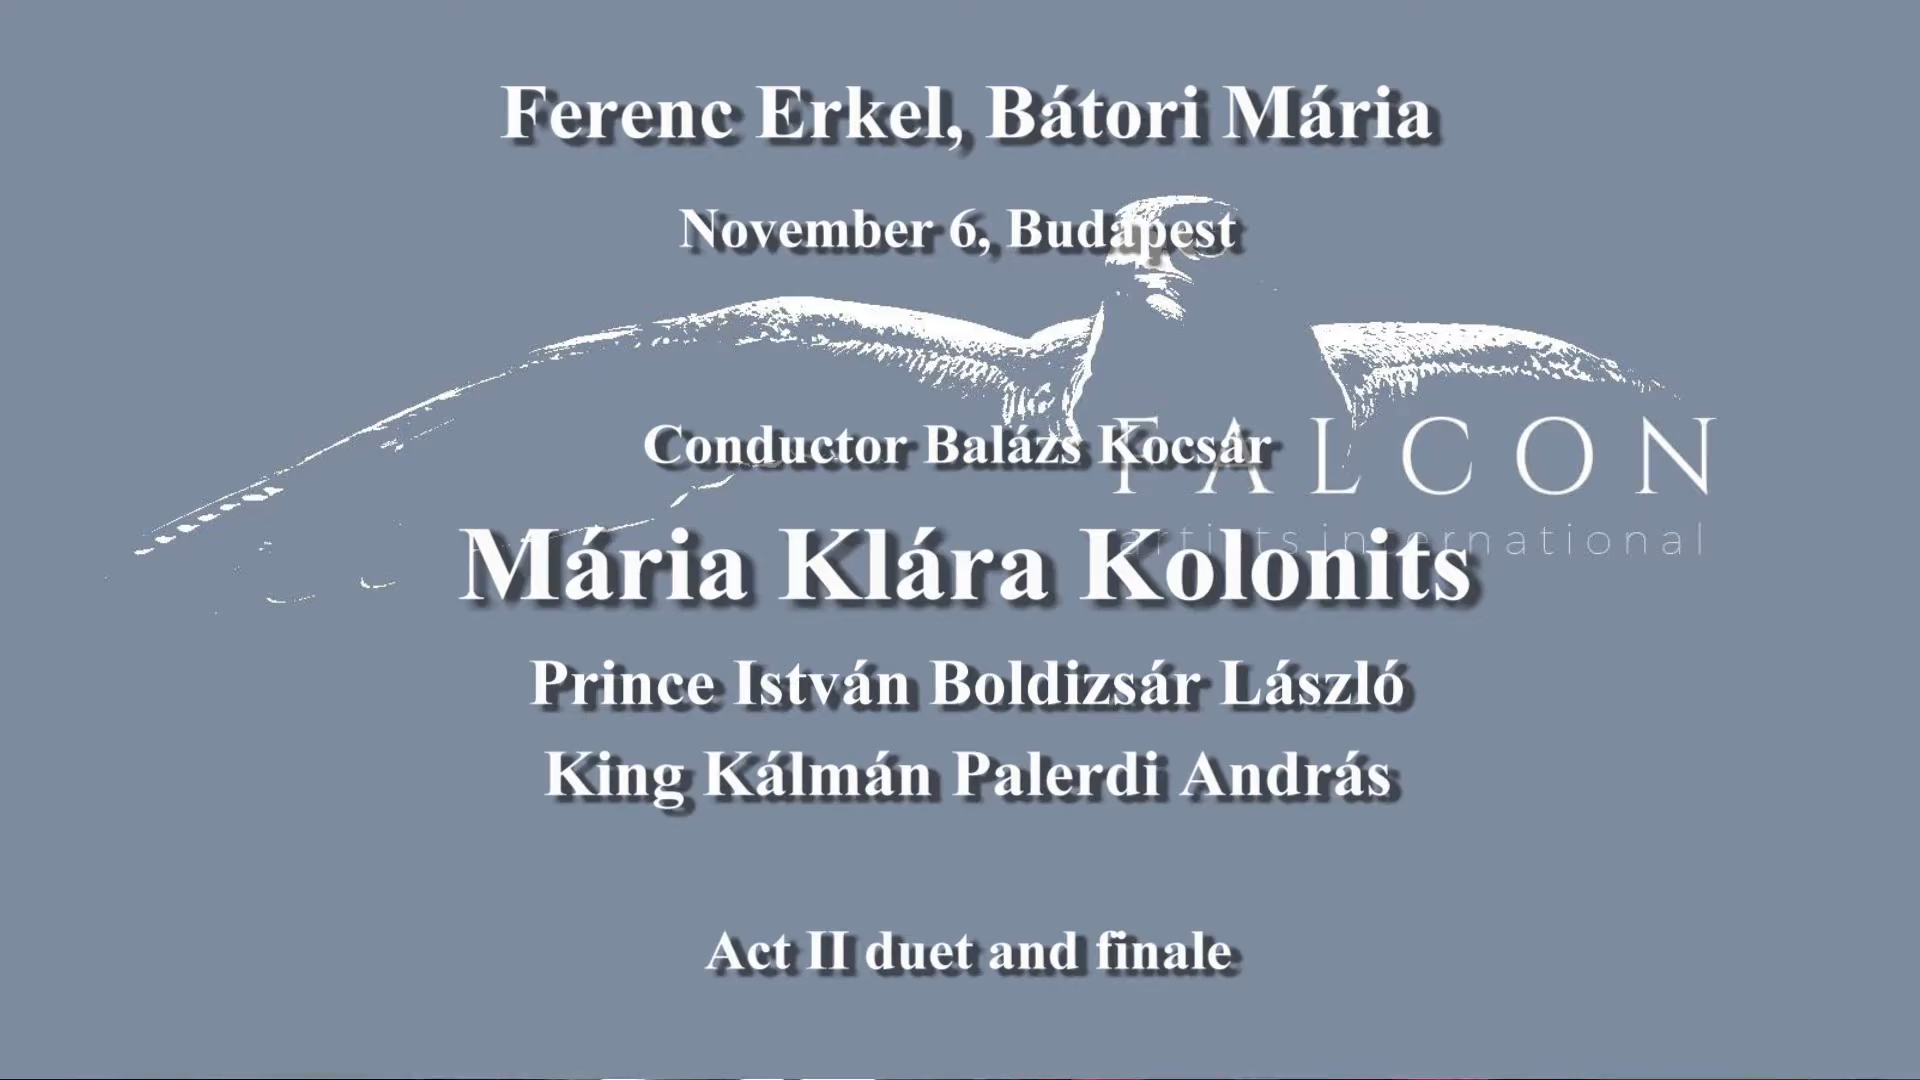 Ferenc Erkel, Bátori Mária
November 6, Budapest
Conductor Balázs Kocsár
FALCON
artists international
Mária Klára Kolonits
Prince István Boldizsár László
King Kálmán Palerdi András
Act II duet and finale